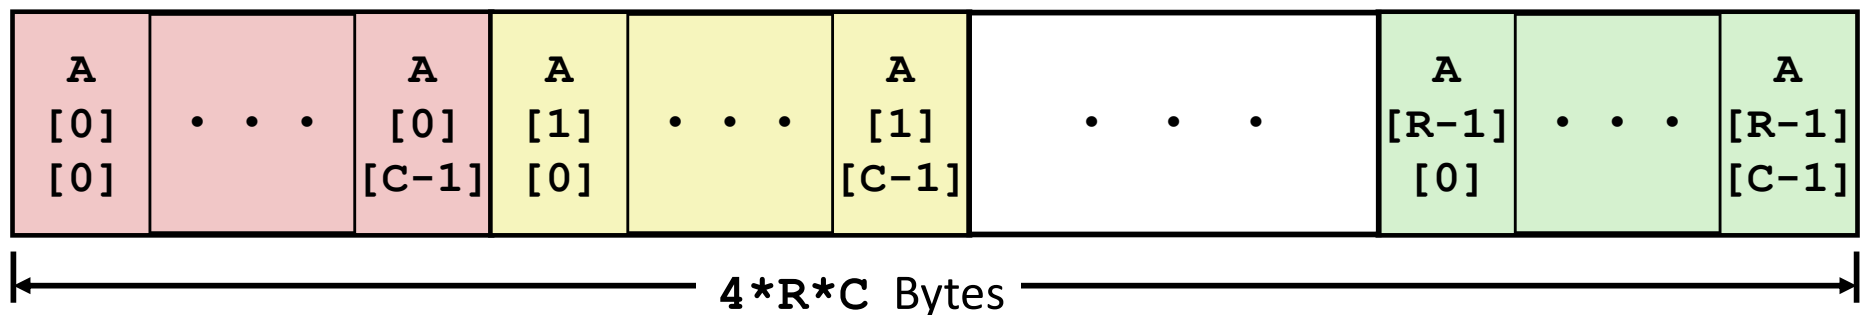 A A A A A A
[0] • • • [0] [1] • • • [1] • • • [R-1] • • • [R-1]
[0] [C-1] [0] [C-1] [0] [C-1]
4*R*C Bytes